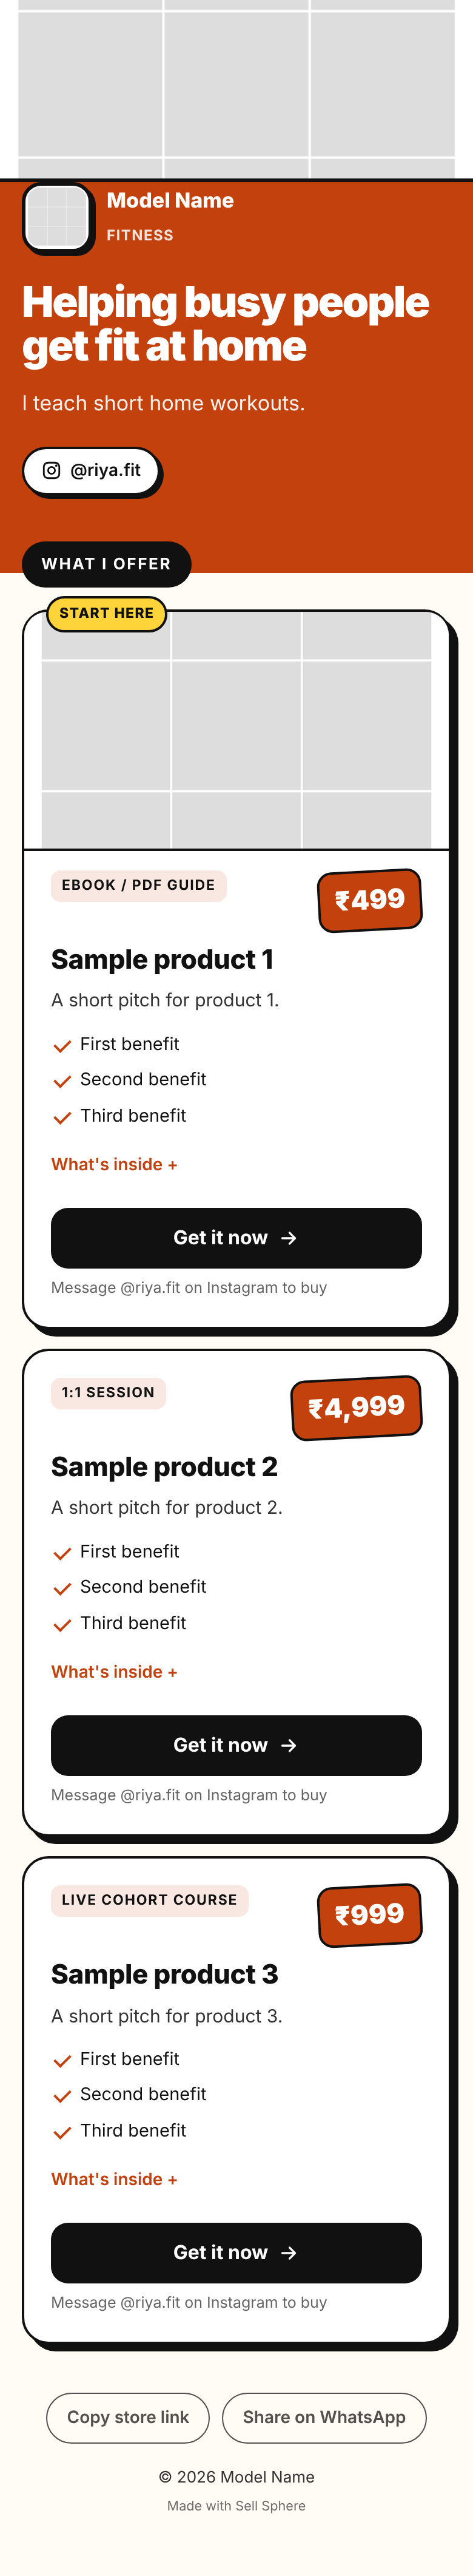 Model Name
FITNESS
Helping busy people
get fit at home
I teach short home workouts.
@riya.fit
WHAT I OFFER
START HERE
EBOOK / PDF GUIDE
₹499
Sample product 1
A short pitch for product 1.
First benefit
Second benefit
Third benefit
What's inside +
Get it now →
Message @riya.fit on Instagram to buy
1:1 SESSION
₹4,999
Sample product 2
A short pitch for product 2.
First benefit
Second benefit
Third benefit
What's inside +
Get it now →
Message @riya.fit on Instagram to buy
LIVE COHORT COURSE
₹999
Sample product 3
A short pitch for product 3.
First benefit
Second benefit
Third benefit
What's inside +
Get it now →
Message @riya.fit on Instagram to buy
Copy store link
Share on WhatsApp
© 2026 Model Name
Made with Sell Sphere